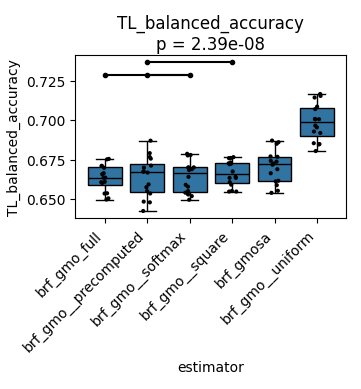 TL_balanced_accuracy
p = 2.39e-08
TL_balanced_accuracy
0.725
0.700
0.675
0.650
brf_gmo_full
brf_gmo__precomputed
brf_gmo__softmax
brf_gmo__square
brf_gmosa
brf_gmo__uniform
estimator